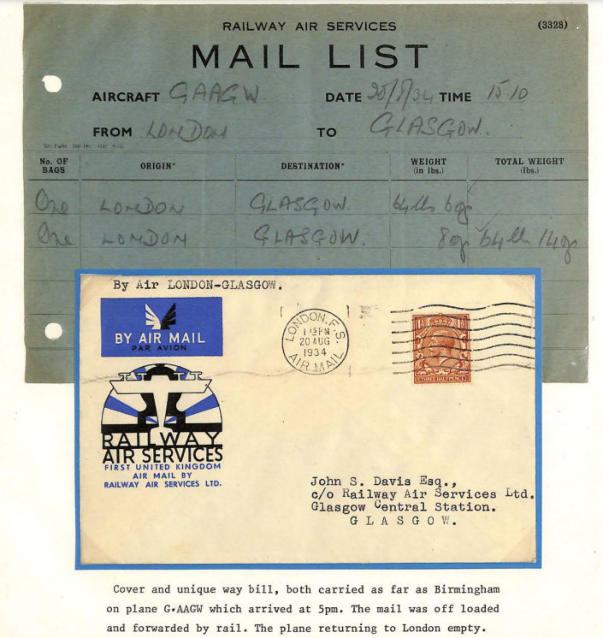 RAILWAY AIR SERVICES (3328)
MAIL LIST
AIRCRAFT GAAGW DATE 20/8/34 TIME 15.10
FROM LONDON TO GLASGOW.
No. OF BAGS ORIGIN* DESTINATION* WEIGHT (in lbs.) TOTAL WEIGHT (lbs.)
One LONDON GLASGOW. 64lb 6oz
One LONDON GLASGOW. 8oz 64lb 14oz
By Air LONDON-GLASGOW.
BY AIR MAIL
PAR AVION
LONDON. F.S.
PM
20 AUG
1934
AIR MAIL
THREE HALFPENCE
RAILWAY
AIR SERVICES
FIRST UNITED KINGDOM
AIR MAIL BY
RAILWAY AIR SERVICES LTD.
John S. Davis Esq.,
c/o Railway Air Services Ltd.
Glasgow Central Station.
GLASGOW.
Cover and unique way bill, both carried as far as Birmingham
on plane G.AAGW which arrived at 5pm. The mail was off loaded
and forwarded by rail. The plane returning to London empty.